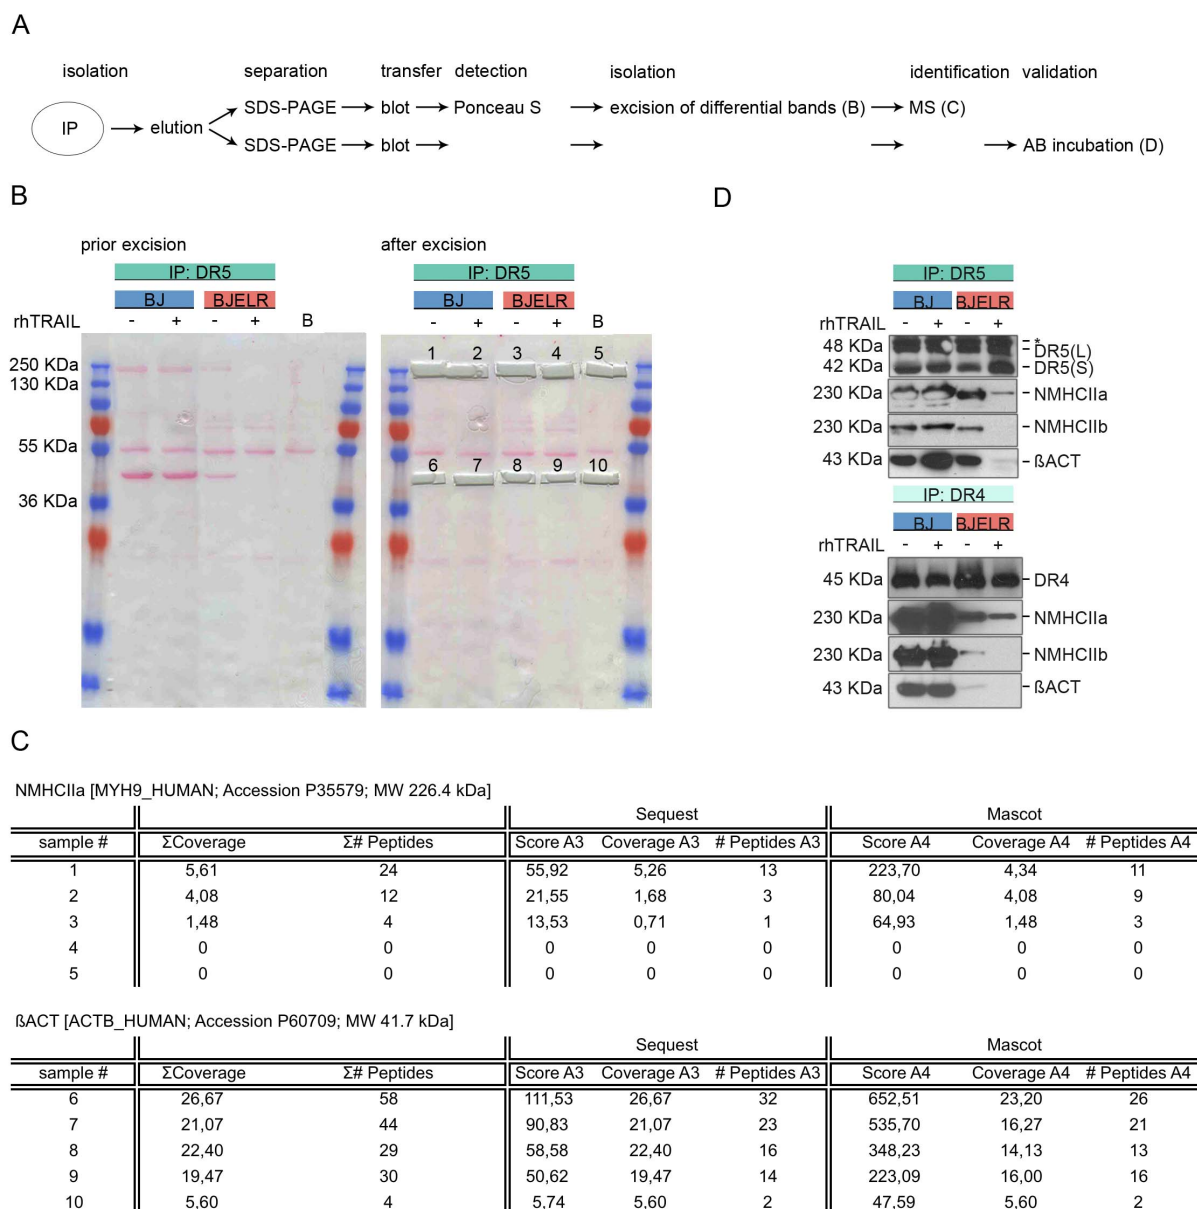 A
isolation separation transfer detection isolation identification validation
SDS-PAGE blot Ponceau S excision of differential bands (B) MS (C)
IP elution
SDS-PAGE blot AB incubation (D)
B
prior excision
IP: DR5
BJ BJELR
rhTRAIL - + - + B
250 KDa
130 KDa
55 KDa
36 KDa
after excision
IP: DR5
BJ BJELR
- + - + B
1 2 3 4 5
6 7 8 9 10
D
IP: DR5
BJ BJELR
rhTRAIL - + - +
*
48 KDa DR5(L)
42 KDa DR5(S)
230 KDa NMHCIIa
230 KDa NMHCIIb
43 KDa ßACT
IP: DR4
BJ BJELR
rhTRAIL - + - +
45 KDa DR4
230 KDa NMHCIIa
230 KDa NMHCIIb
43 KDa ßACT
C
NMHCIIa [MYH9_HUMAN; Accession P35579; MW 226.4 kDa]
Sequest Mascot
sample # ΣCoverage Σ# Peptides Score A3 Coverage A3 # Peptides A3 Score A4 Coverage A4 # Peptides A4
1 5,61 24 55,92 5,26 13 223,70 4,34 11
2 4,08 12 21,55 1,68 3 80,04 4,08 9
3 1,48 4 13,53 0,71 1 64,93 1,48 3
4 0 0 0 0 0 0 0 0
5 0 0 0 0 0 0 0 0
ßACT [ACTB_HUMAN; Accession P60709; MW 41.7 kDa]
Sequest Mascot
sample # ΣCoverage Σ# Peptides Score A3 Coverage A3 # Peptides A3 Score A4 Coverage A4 # Peptides A4
6 26,67 58 111,53 26,67 32 652,51 23,20 26
7 21,07 44 90,83 21,07 23 535,70 16,27 21
8 22,40 29 58,58 22,40 16 348,23 14,13 13
9 19,47 30 50,62 19,47 14 223,09 16,00 16
10 5,60 4 5,74 5,60 2 47,59 5,60 2